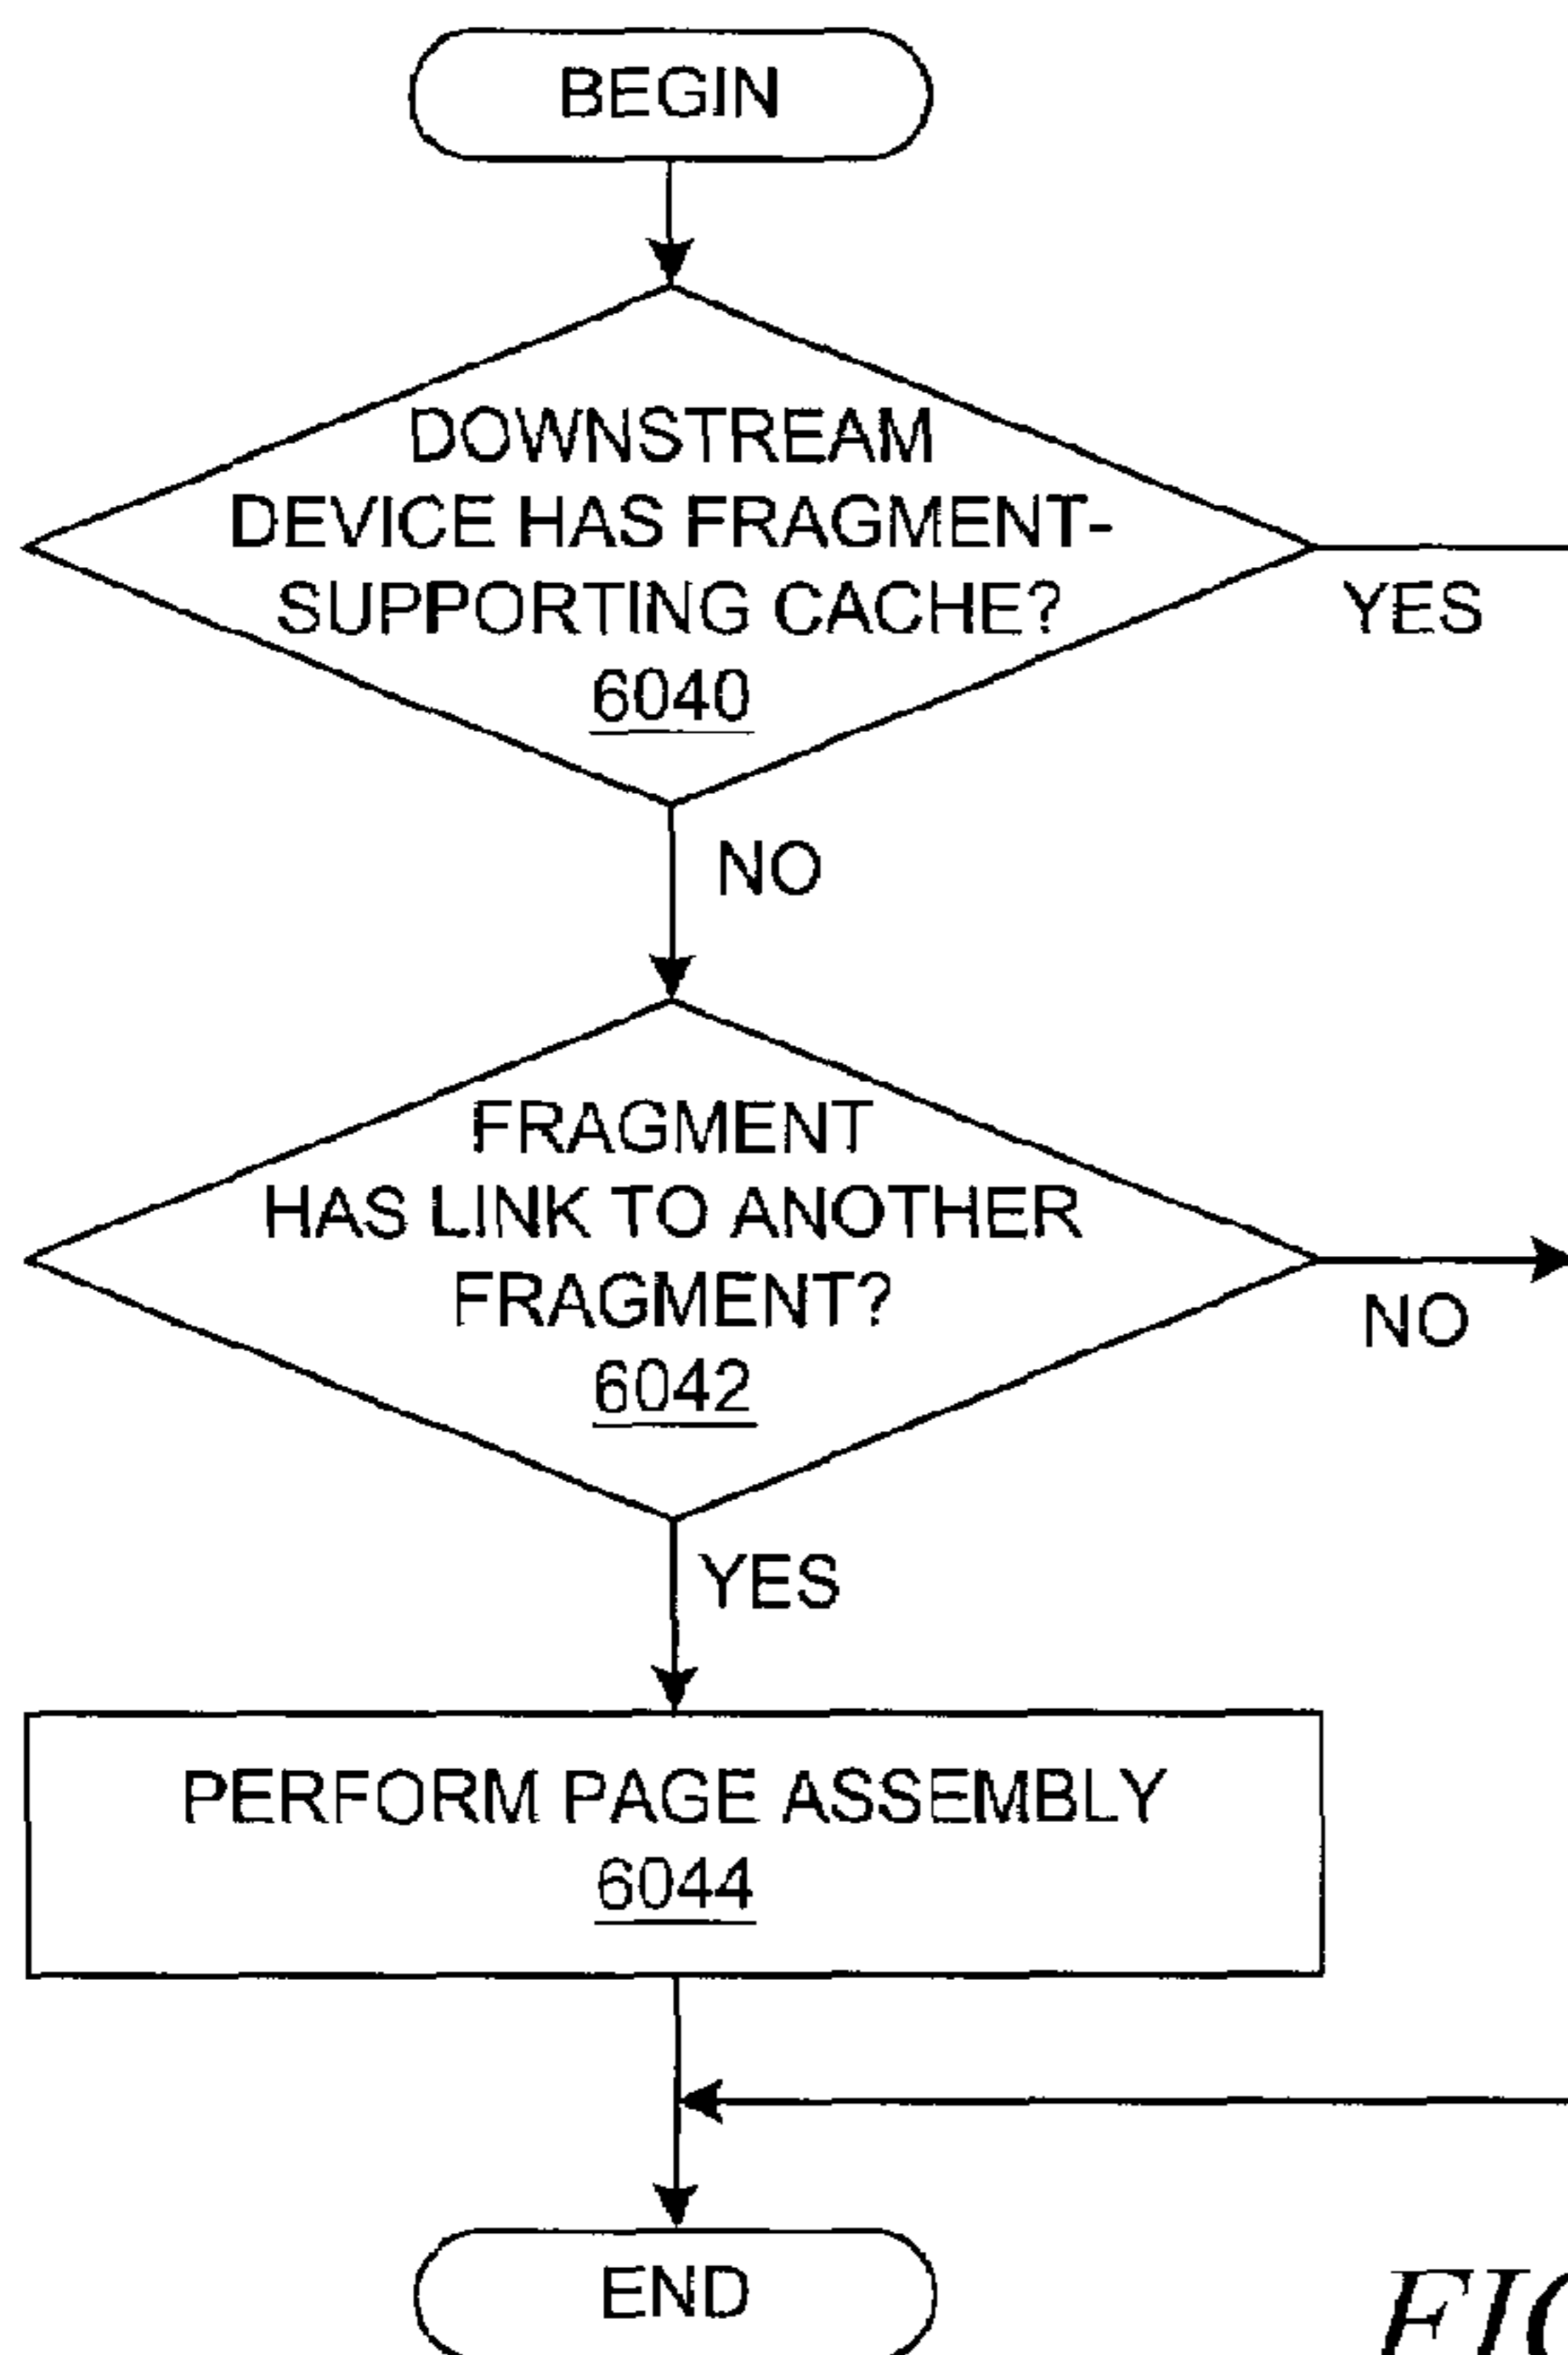 BEGIN
DOWNSTREAM
DEVICE HAS FRAGMENT-
SUPPORTING CACHE?
6040
YES
NO
FRAGMENT
HAS LINK TO ANOTHER
FRAGMENT?
6042
NO
YES
PERFORM PAGE ASSEMBLY
6044
END